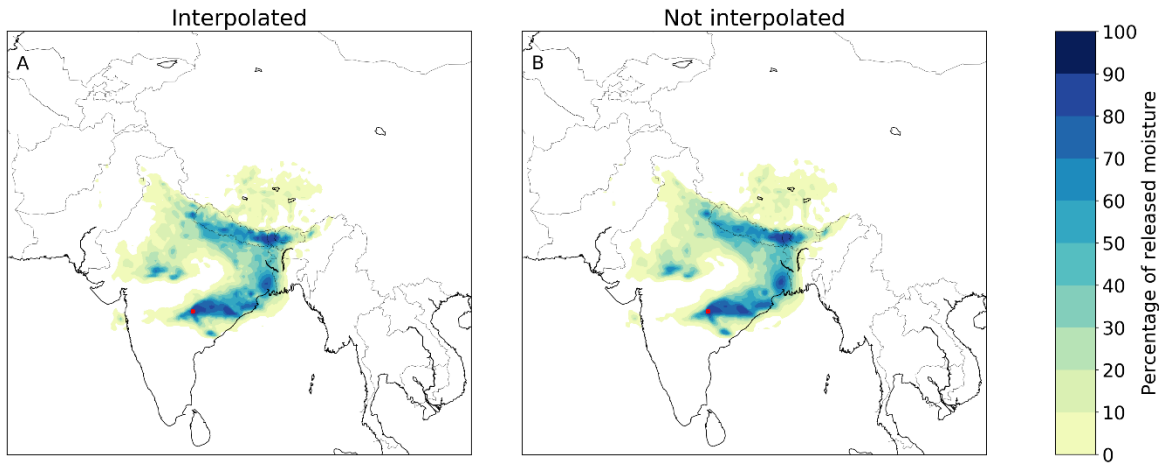 Interpolated
Not interpolated
A
B
100
90
80
70
60
50
40
30
20
10
0
Percentage of released moisture